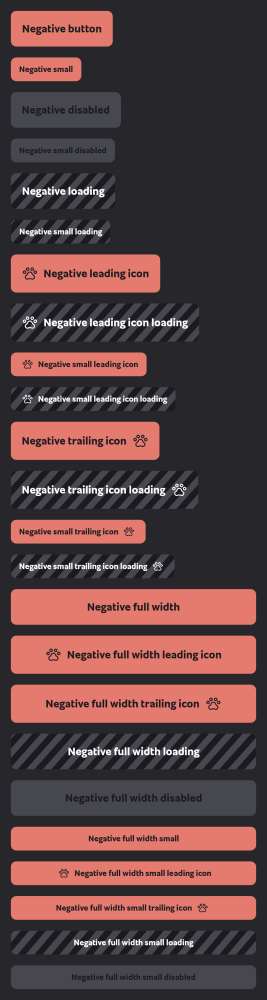 Negative button
Negative small
Negative disabled
Negative small disabled
Negative loading
Negative small loading
Negative leading icon
Negative leading icon loading
Negative small leading icon
Negative small leading icon loading
Negative trailing icon
Negative trailing icon loading
Negative small trailing icon
Negative small trailing icon loading
Negative full width
Negative full width leading icon
Negative full width trailing icon
Negative full width loading
Negative full width disabled
Negative full width small
Negative full width small leading icon
Negative full width small trailing icon
Negative full width small loading
Negative full width small disabled